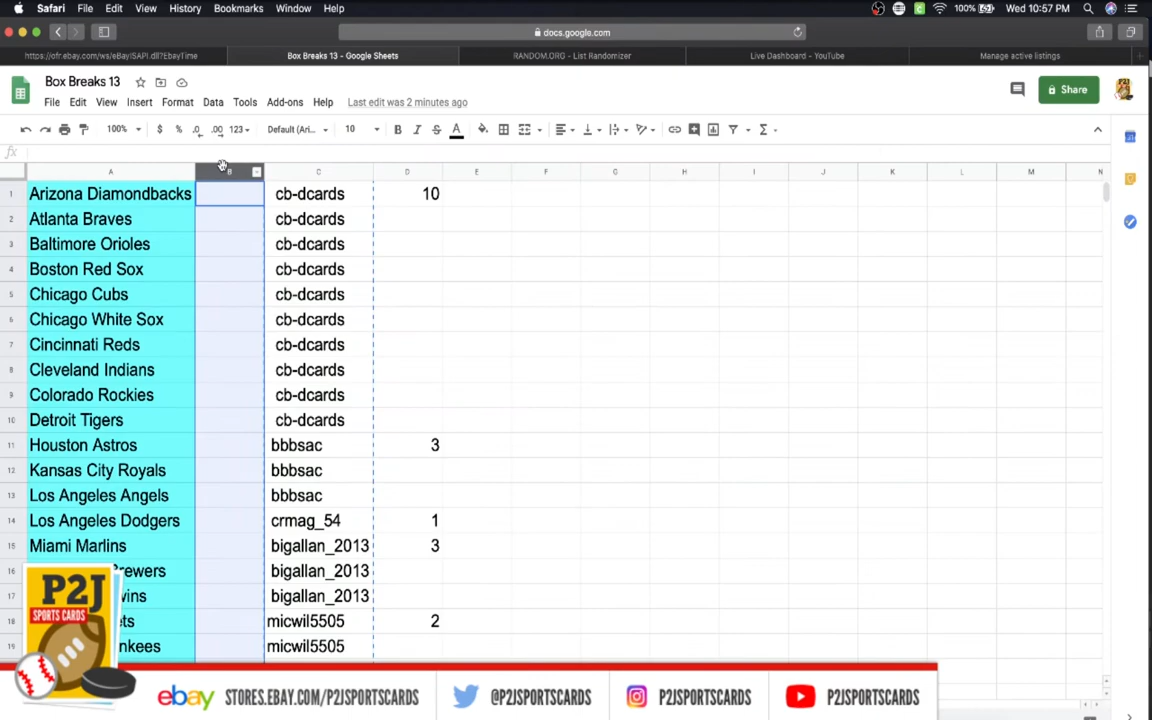 Safari File Edit View History Bookmarks Window Help 100% Wed 10:57 PM
docs.google.com
https://ofr.ebay.com/ws/eBayISAPI.dll?EbayTime Box Breaks 13 - Google Sheets RANDOM.ORG - List Randomizer Live Dashboard - YouTube Manage active listings
Box Breaks 13
Share
File Edit View Insert Format Data Tools Add-ons Help Last edit was 2 minutes ago
100% $ % .0 .00 123 Default (Ari... 10 B I S A
fx
A B C D E F G H I J K L M N
1 Arizona Diamondbacks cb-dcards 10
2 Atlanta Braves cb-dcards
3 Baltimore Orioles cb-dcards
4 Boston Red Sox cb-dcards
5 Chicago Cubs cb-dcards
6 Chicago White Sox cb-dcards
7 Cincinnati Reds cb-dcards
8 Cleveland Indians cb-dcards
9 Colorado Rockies cb-dcards
10 Detroit Tigers cb-dcards
11 Houston Astros bbbsac 3
12 Kansas City Royals bbbsac
13 Los Angeles Angels bbbsac
14 Los Angeles Dodgers crmag_54 1
15 Miami Marlins bigallan_2013 3
16 rewers bigallan_2013
17 wins bigallan_2013
18 ets micwil5505 2
19 nkees micwil5505
P2J
SPORTS CARDS
ebay STORES.EBAY.COM/P2JSPORTSCARDS @P2JSPORTSCARDS P2JSPORTSCARDS P2JSPORTSCARDS